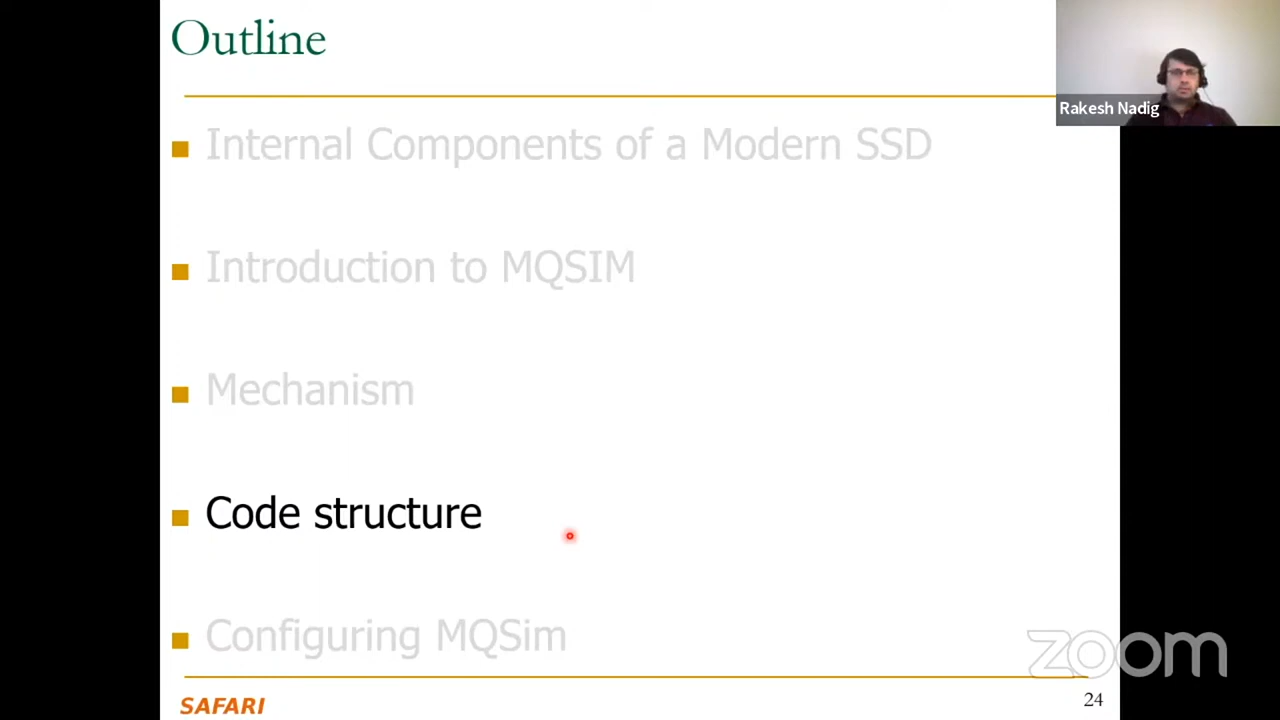 Outline
Rakesh Nadig
Internal Components of a Modern SSD
Introduction to MQSIM
Mechanism
Code structure
Configuring MQSim
zoom
SAFARI
24